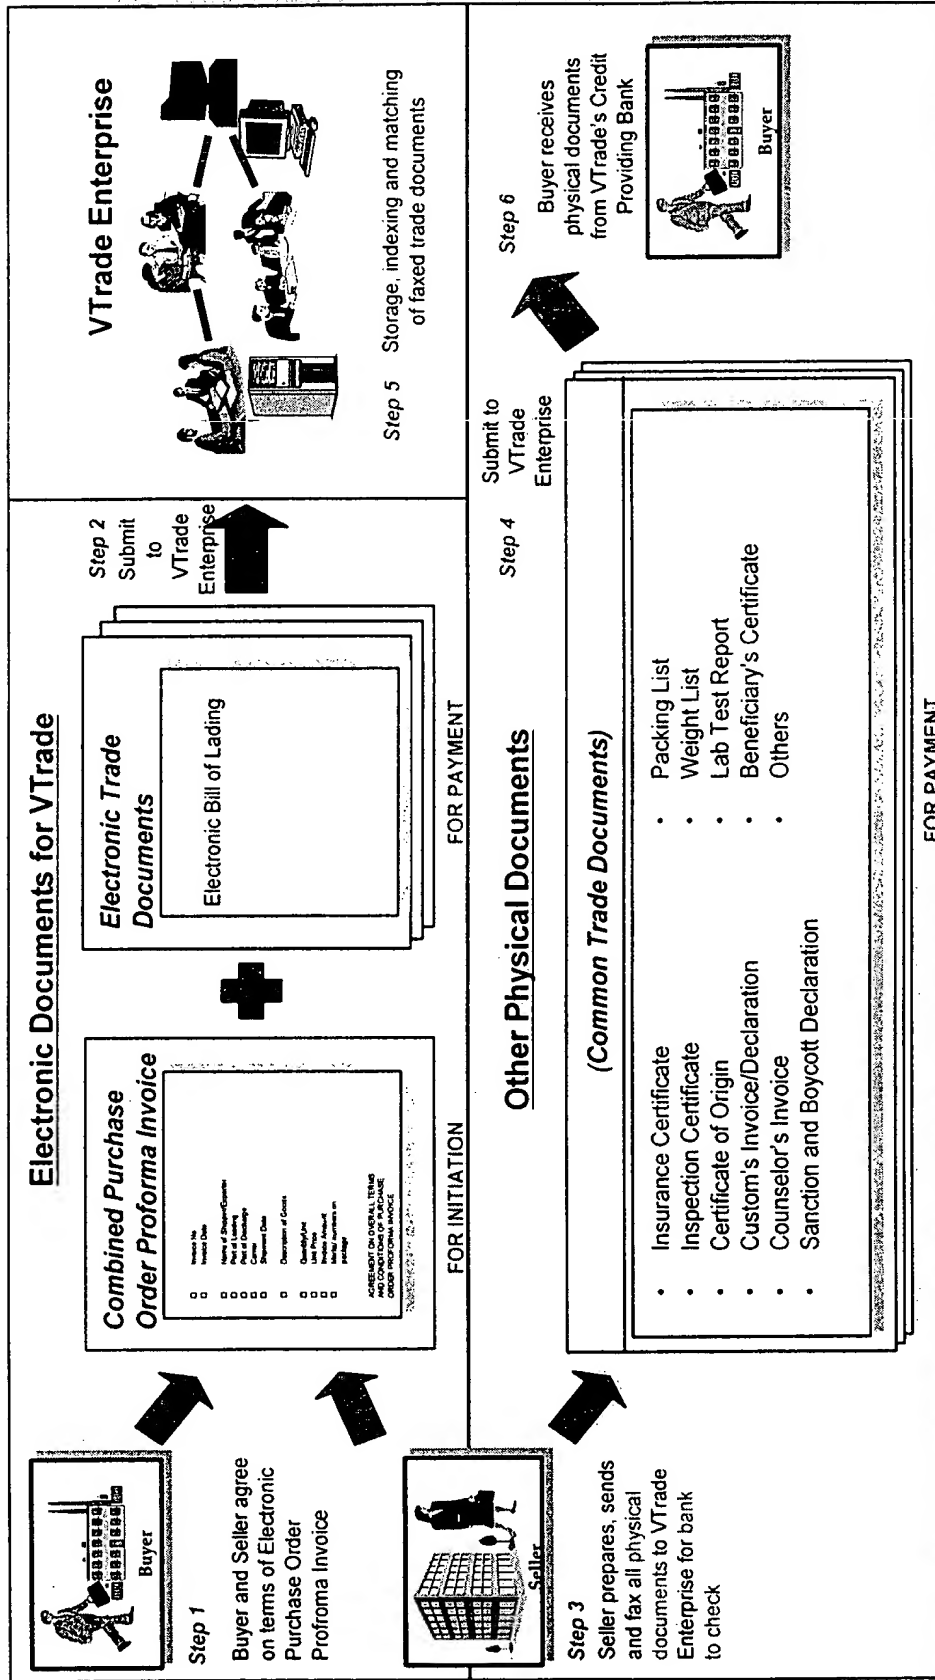 Electronic Documents for VTrade
Buyer
Step 1
Buyer and Seller agree
on terms of Electronic
Purchase Order
Profroma Invoice
Combined Purchase
Order Proforma Invoice
Invoice No
Invoice Date
Name of Shipper/Exporter
Port of Loading
Port of Discharge
Carrier
Shipment Date
Description of Goods
Quantity/Unit
Unit Price
Invoice Amount
Marks/ numbers on
package
AGREEMENT ON OVERALL TERMS
AND CONDITIONS OF PURCHASE
ORDER PROFORMA INVOICE
FOR INITIATION
Electronic Trade
Documents
Electronic Bill of Lading
FOR PAYMENT
Step 2
Submit
to
VTrade
Enterprise
VTrade Enterprise
Step 5 Storage, indexing and matching
of faxed trade documents
Other Physical Documents
Seller
Step 3
Seller prepares, sends
and fax all physical
documents to VTrade
Enterprise for bank
to check
(Common Trade Documents)
• Insurance Certificate
• Inspection Certificate
• Certificate of Origin
• Custom's Invoice/Declaration
• Counselor's Invoice
• Sanction and Boycott Declaration
• Packing List
• Weight List
• Lab Test Report
• Beneficiary's Certificate
• Others
FOR PAYMENT
Step 4
Submit to
VTrade
Enterprise
Step 6
Buyer receives
physical documents
from VTrade's Credit
Providing Bank
Buyer